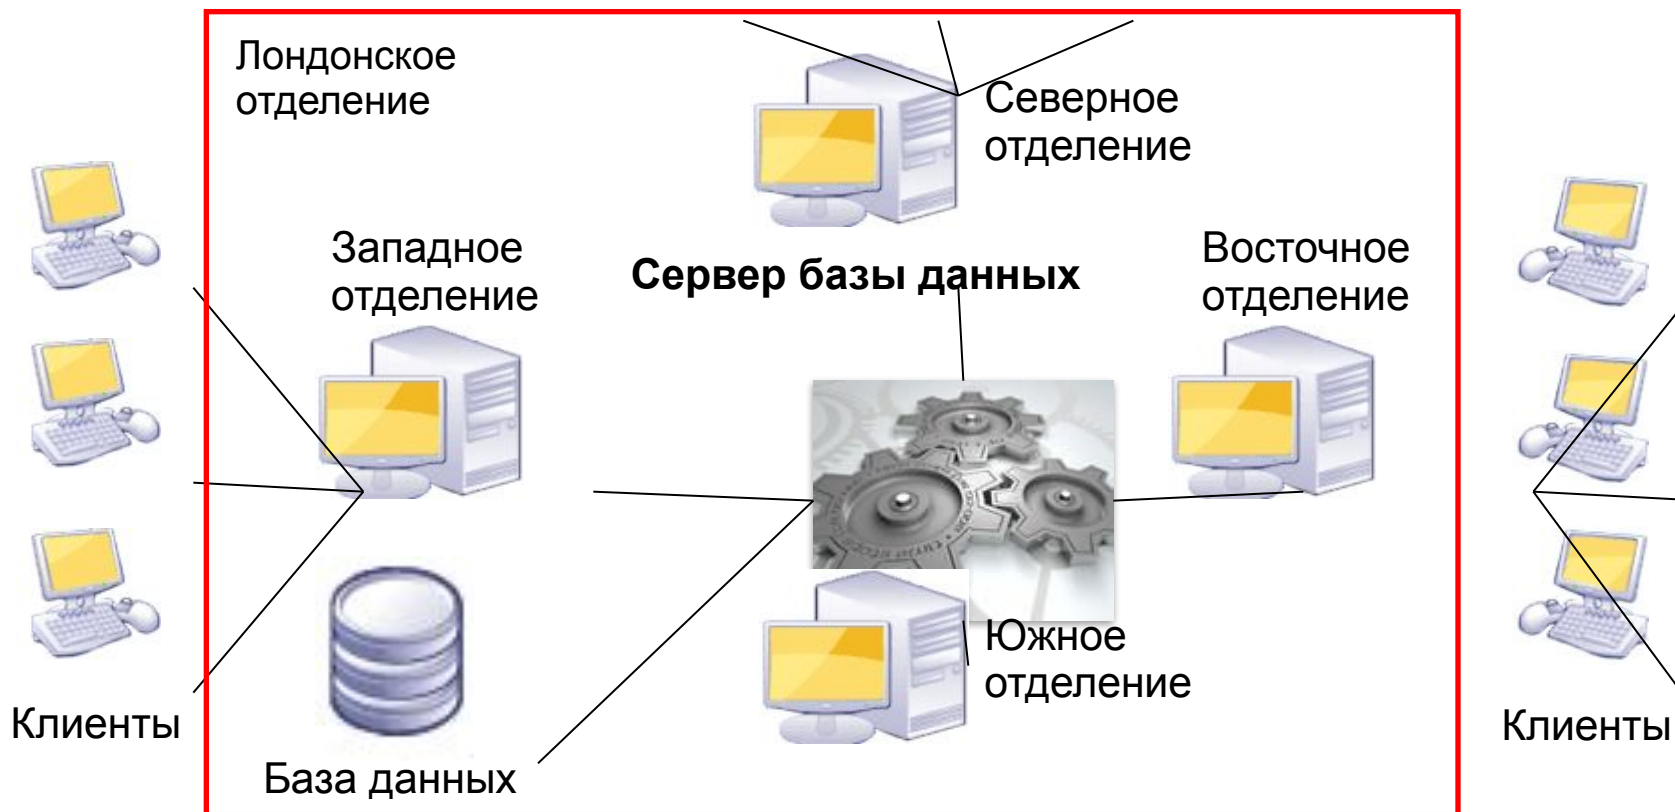 Лондонское
отделение
Северное
отделение
Западное
отделение
Сервер базы данных
Восточное
отделение
Южное
отделение
Клиенты
База данных
Клиенты